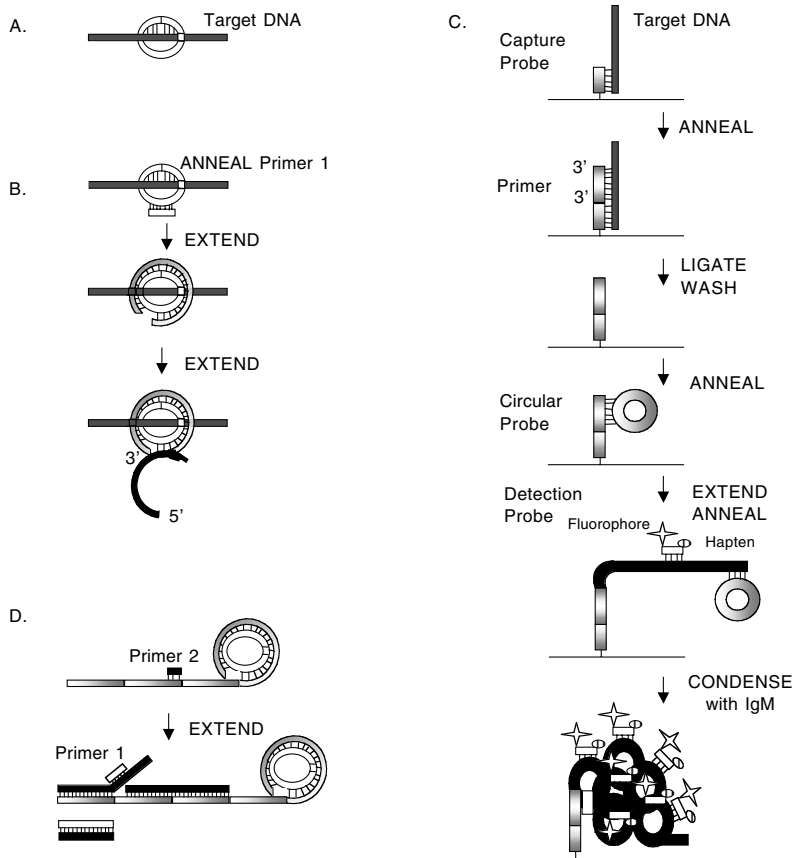 A.
Target DNA
B.
ANNEAL Primer 1
EXTEND
EXTEND
3'
5'
C.
Capture
Probe
Target DNA
ANNEAL
Primer
3'
3'
LIGATE
WASH
ANNEAL
Circular
Probe
EXTEND
ANNEAL
Detection
Probe
Fluorophore
Hapten
CONDENSE
with IgM
D.
Primer 2
EXTEND
Primer 1